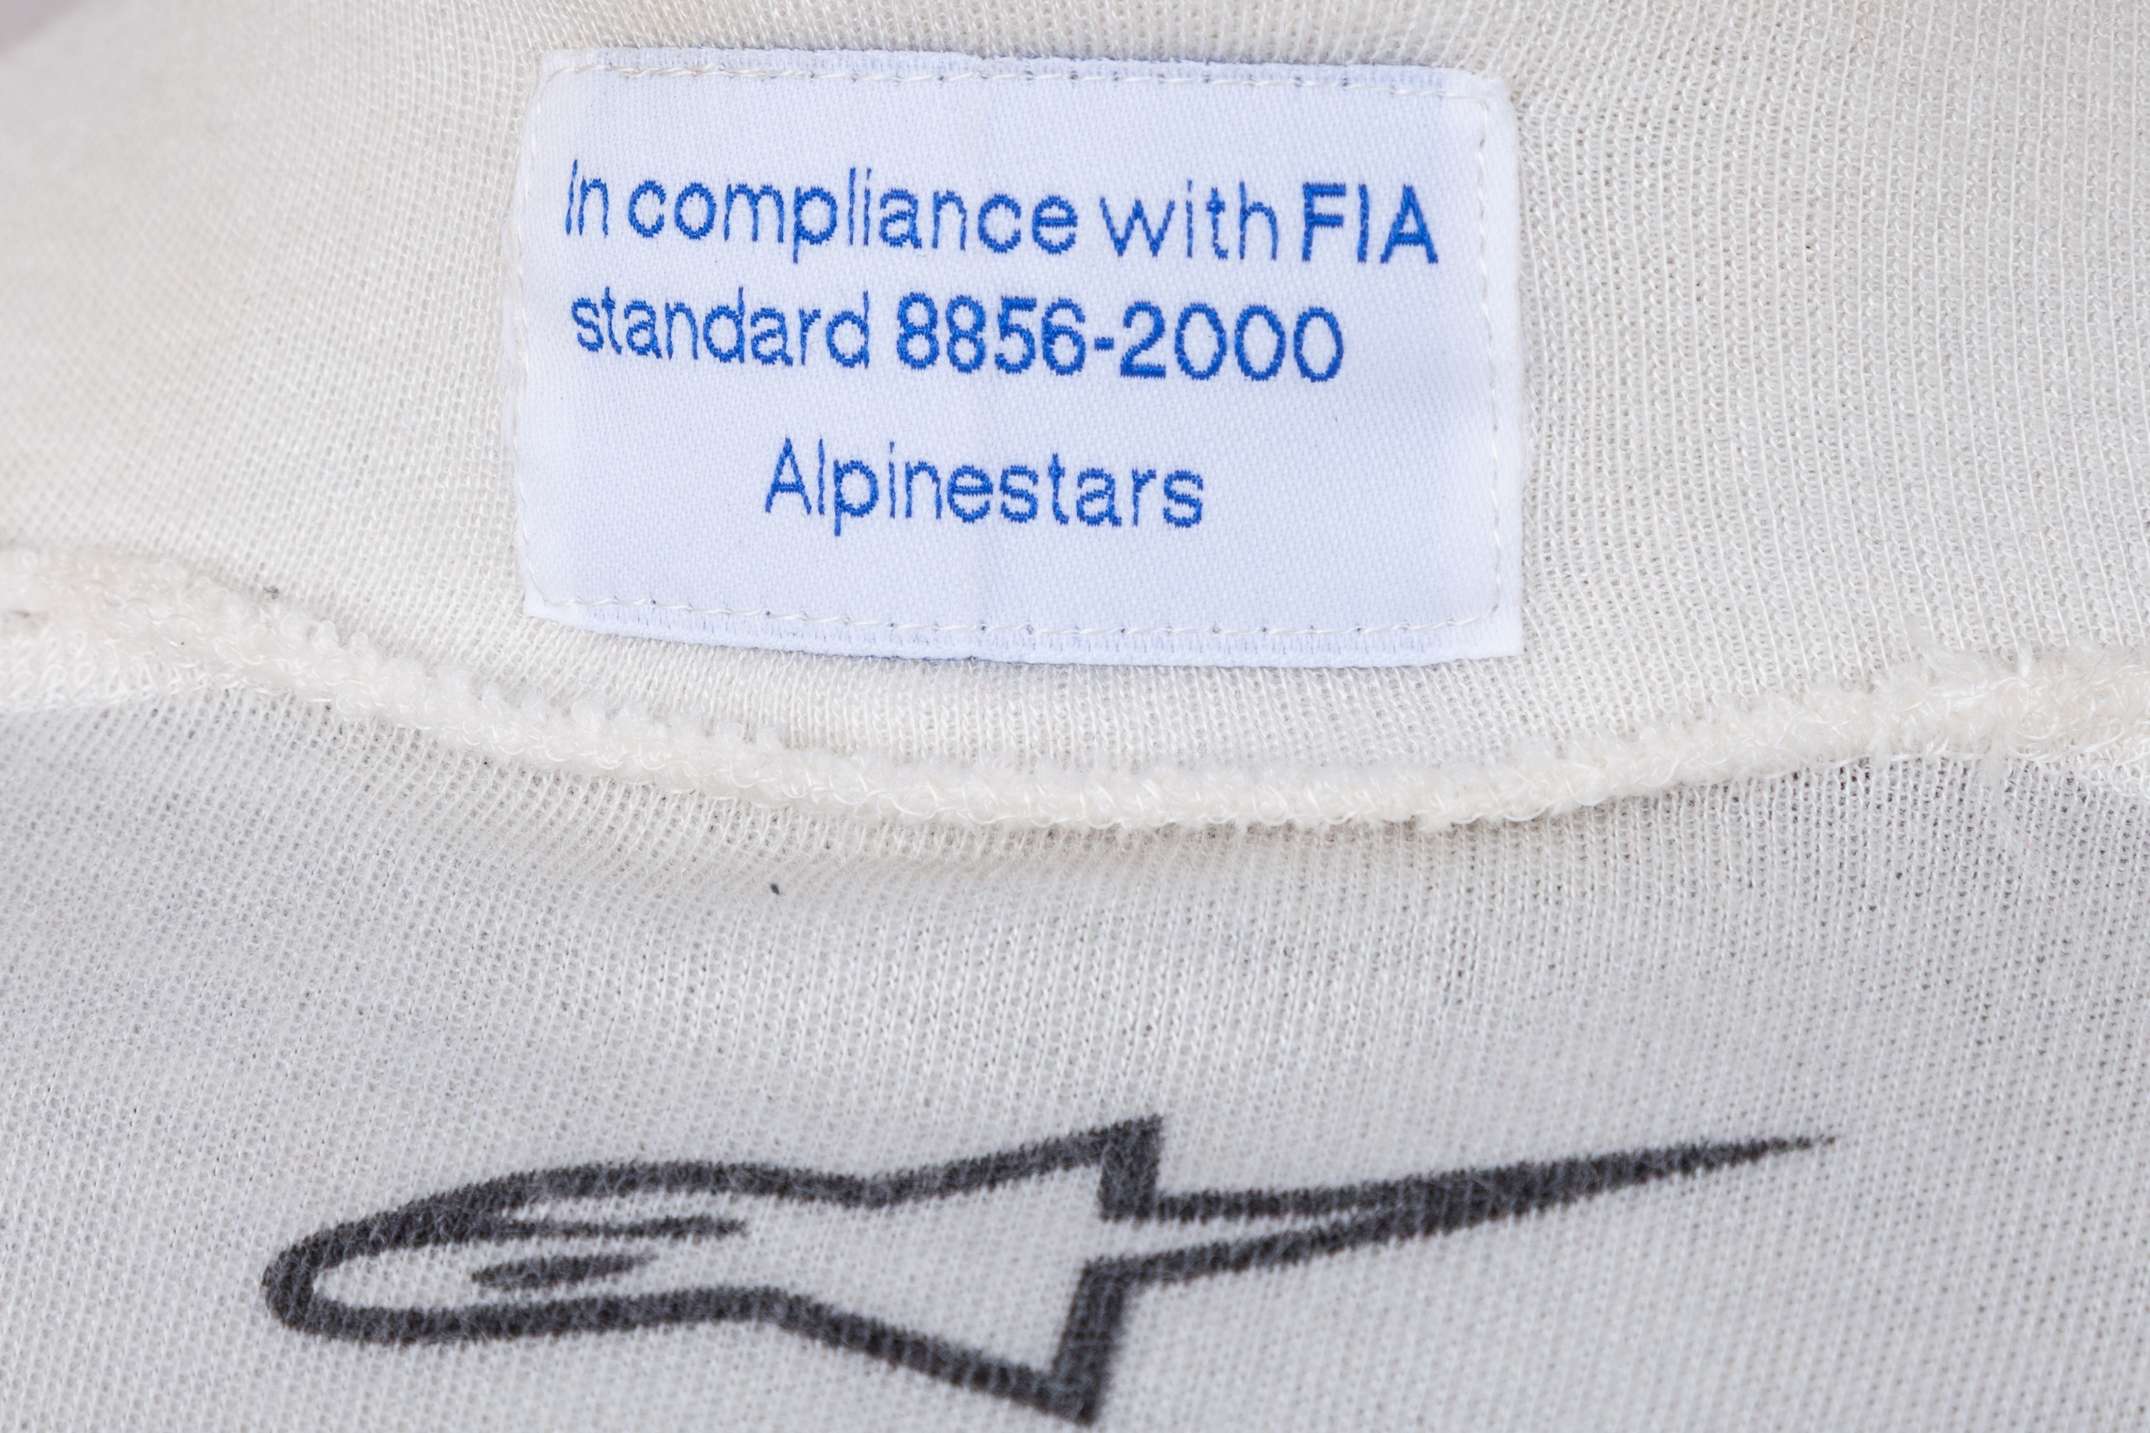 In compliance with FIA
standard 8856-2000
Alpinestars